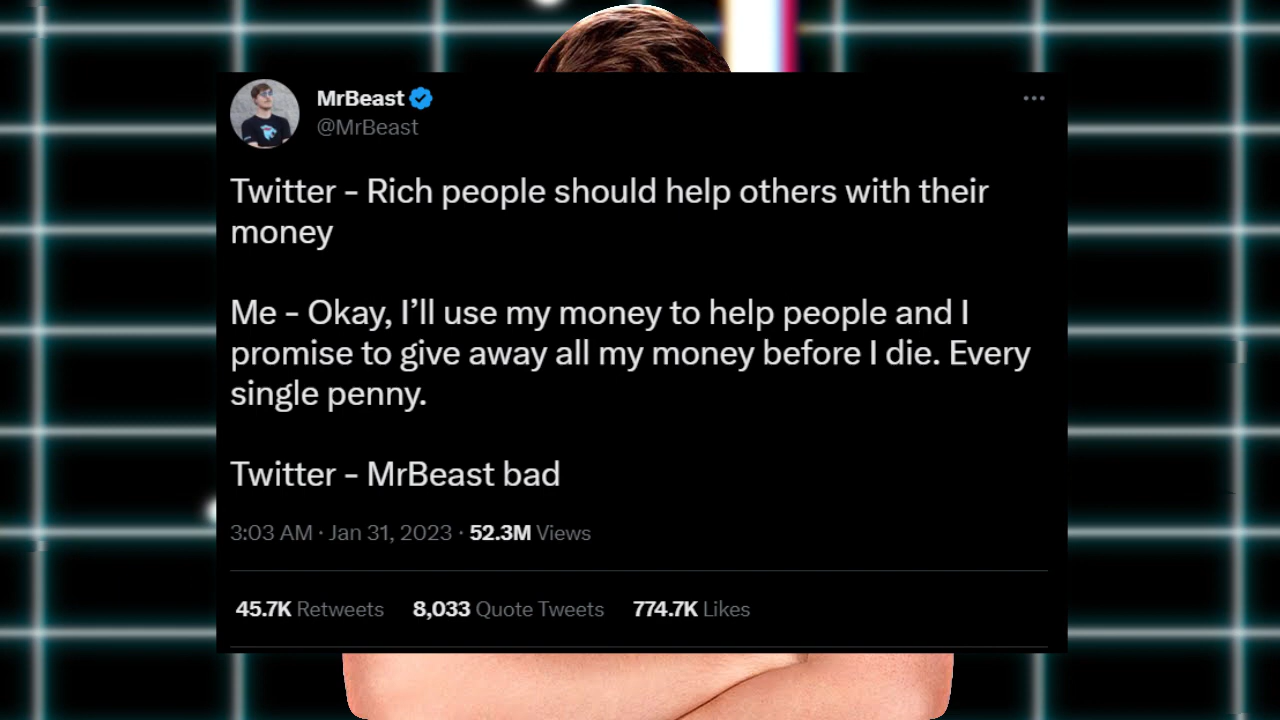 MrBeast
@MrBeast
Twitter - Rich people should help others with their
money
Me - Okay, I’ll use my money to help people and I
promise to give away all my money before I die. Every
single penny.
Twitter - MrBeast bad
3:03 AM · Jan 31, 2023 · 52.3M Views
45.7K Retweets 8,033 Quote Tweets 774.7K Likes